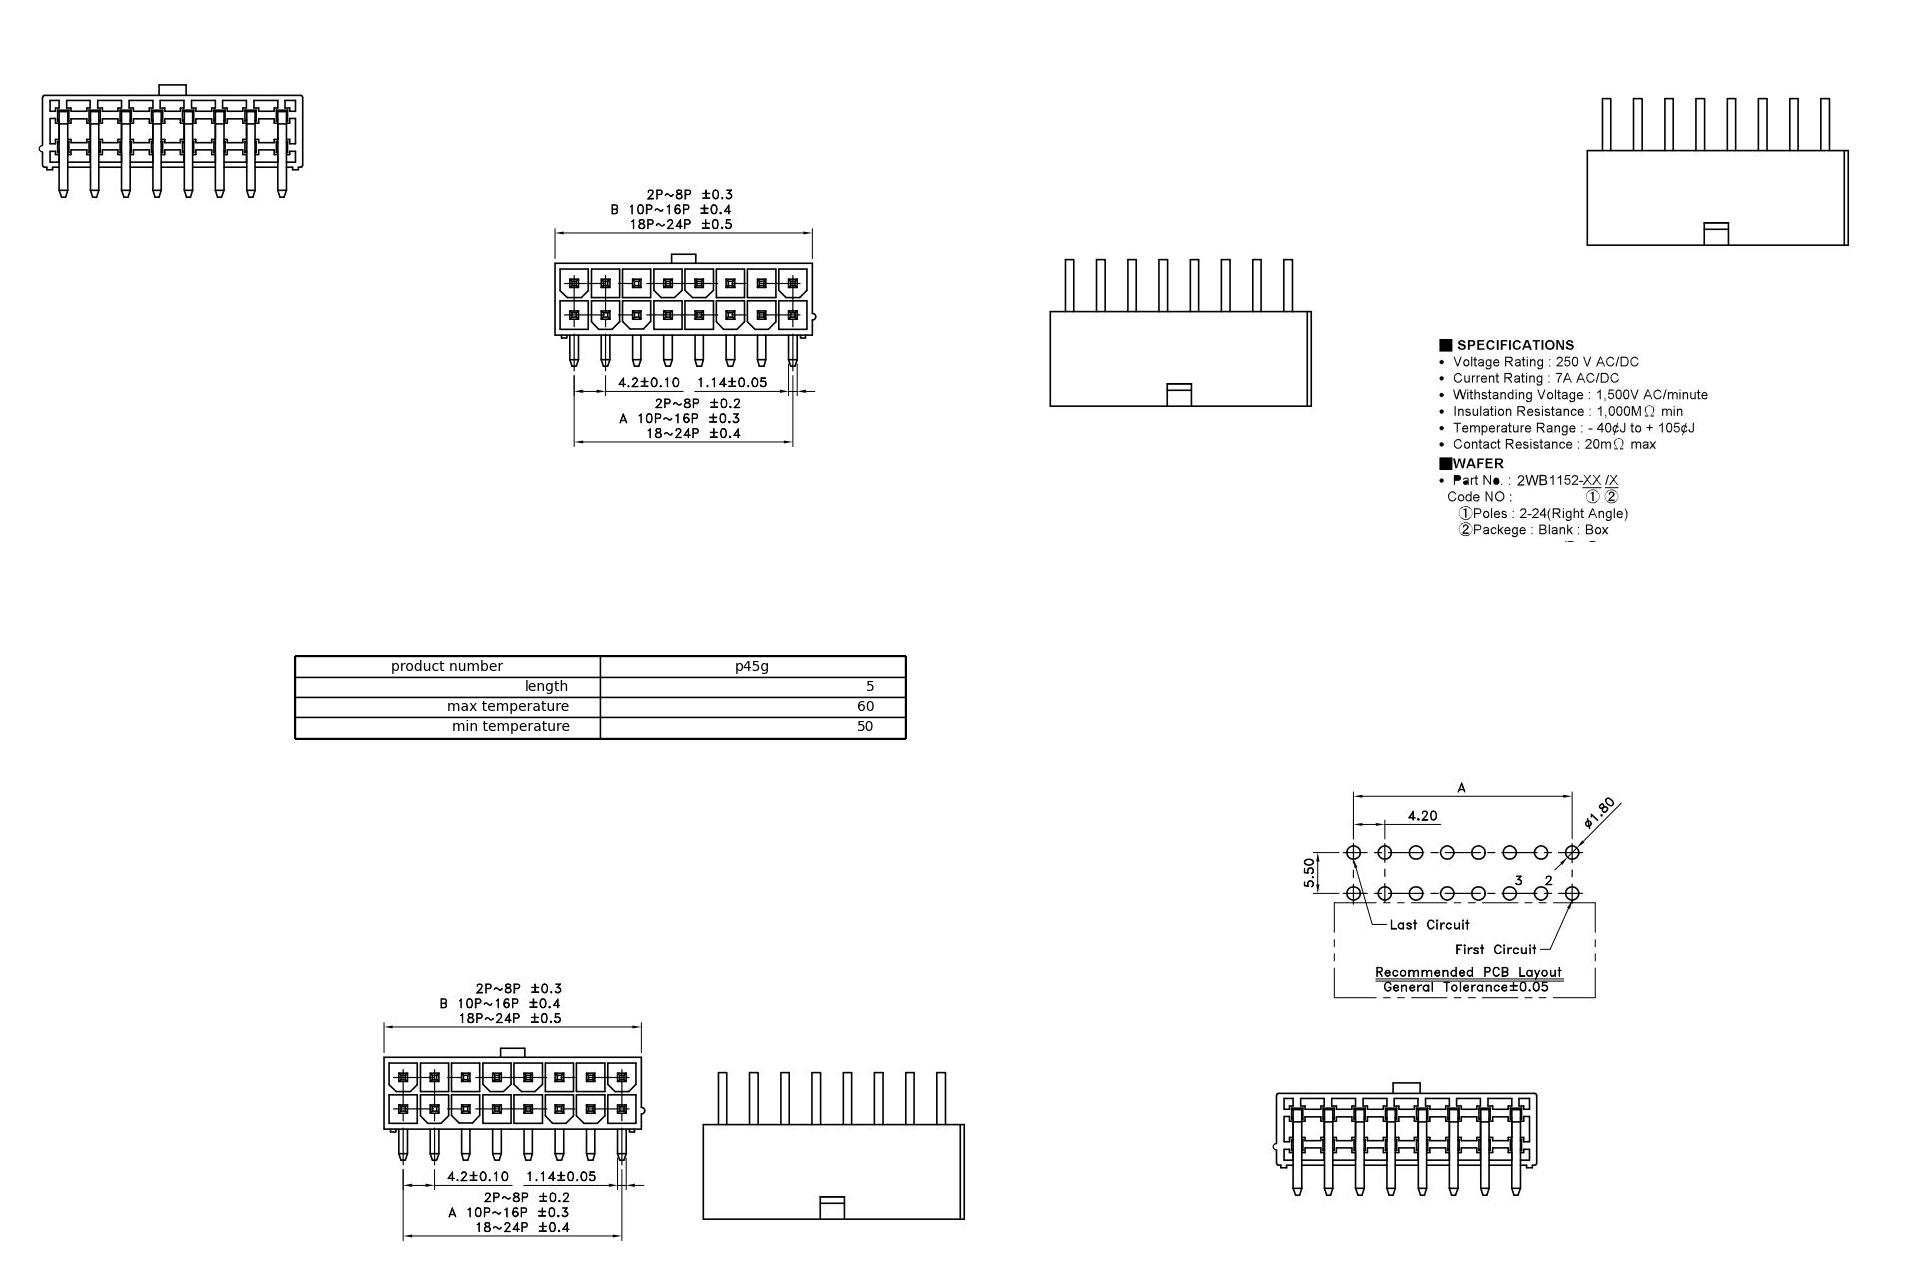 2P~8P ±0.3
B 10P~16P ±0.4
18P~24P ±0.5
4.2±0.10 1.14±0.05
2P~8P ±0.2
A 10P~16P ±0.3
18~24P ±0.4
■ SPECIFICATIONS
• Voltage Rating : 250 V AC/DC
• Current Rating : 7A AC/DC
• Withstanding Voltage : 1,500V AC/minute
• Insulation Resistance : 1,000MΩ min
• Temperature Range : - 40¢J to + 105¢J
• Contact Resistance : 20mΩ max
■WAFER
• Part No. : 2WB1152-XX /X
Code NO : ① ②
①Poles : 2-24(Right Angle)
②Packege : Blank : Box
product number p45g
length 5
max temperature 60
min temperature 50
A
4.20
ø1.80
5.50
3 2
Last Circuit
First Circuit
Recommended PCB Layout
General Tolerance±0.05
2P~8P ±0.3
B 10P~16P ±0.4
18P~24P ±0.5
4.2±0.10 1.14±0.05
2P~8P ±0.2
A 10P~16P ±0.3
18~24P ±0.4